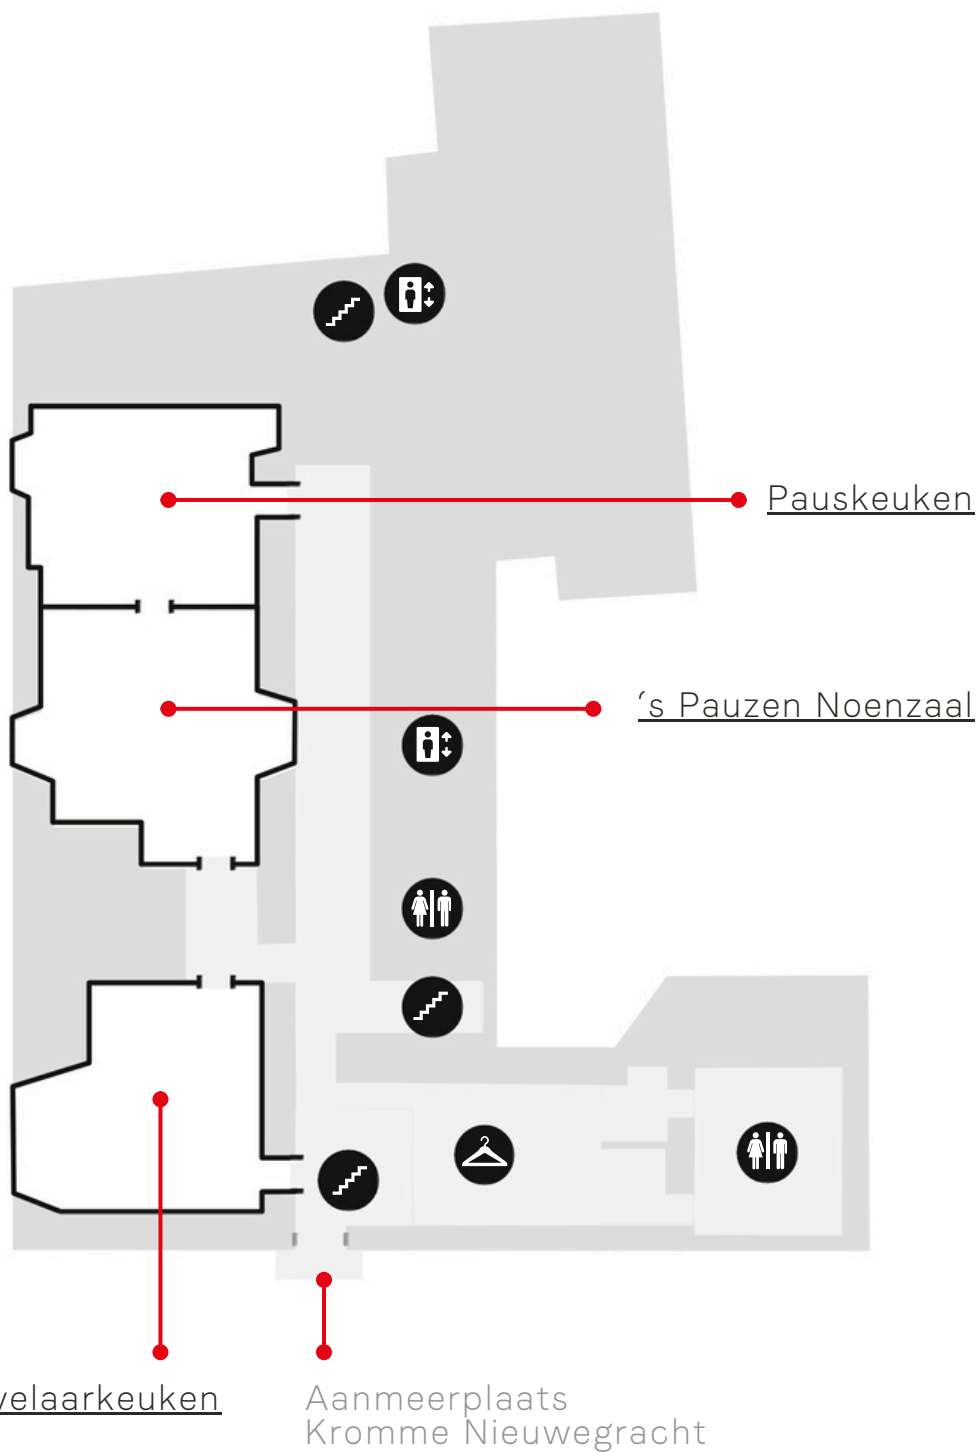 Pauskeuken
‘s Pauzen Noenzaal
velaarkeuken
Aanmeerplaats
Kromme Nieuwegracht